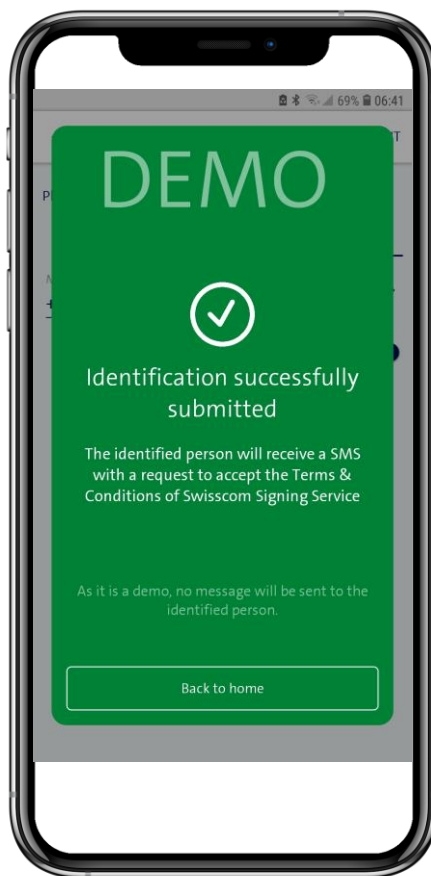 69% 06:41
DEMO
Identification successfully
submitted
The identified person will receive a SMS
with a request to accept the Terms &
Conditions of Swisscom Signing Service
As it is a demo, no message will be sent to the
identified person.
Back to home